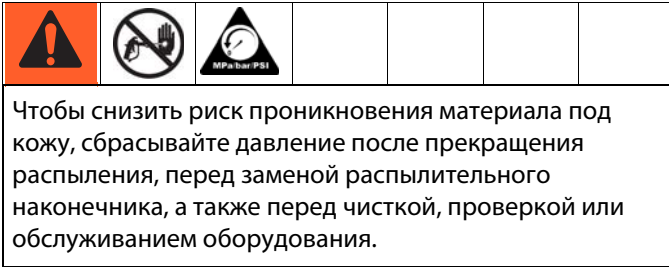 MPa/bar/PSI
Чтобы снизить риск проникновения материала под
кожу, сбрасывайте давление после прекращения
распыления, перед заменой распылительного
наконечника, а также перед чисткой, проверкой или
обслуживанием оборудования.